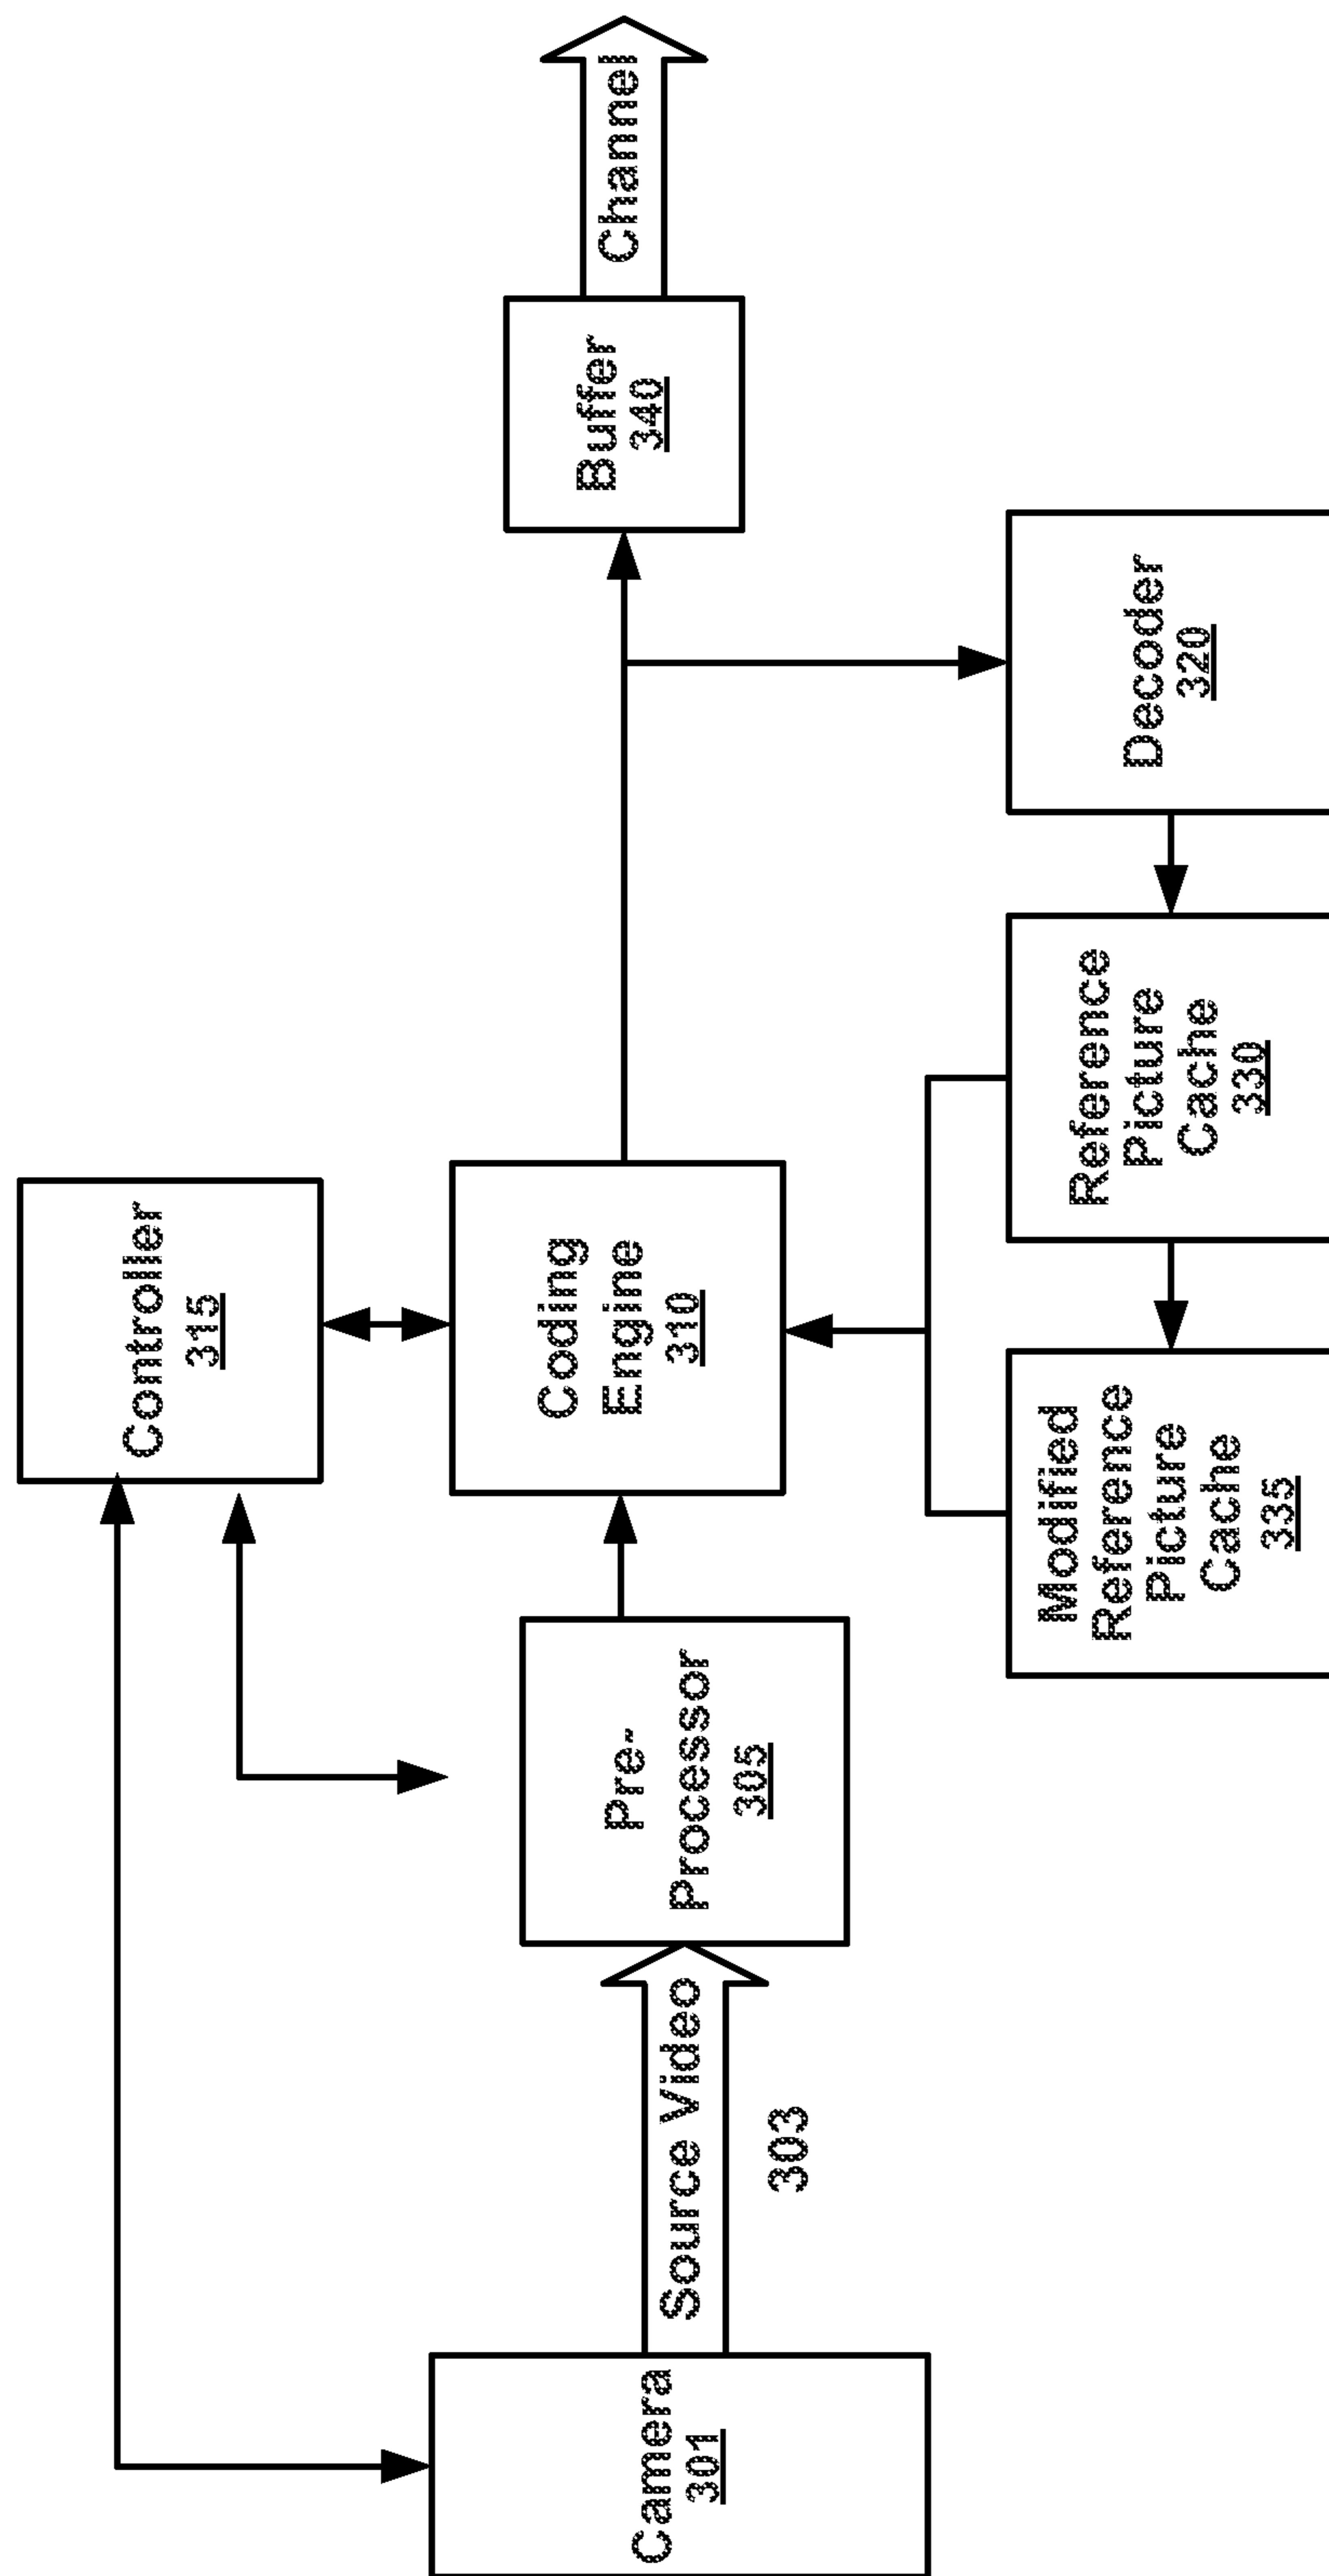 Controller
315
Camera
301
Source Video
303
Pre-
Processor
305
Coding
Engine
310
Buffer
340
Channel
Modified
Reference
Picture
Cache
335
Reference
Picture
Cache
330
Decoder
320